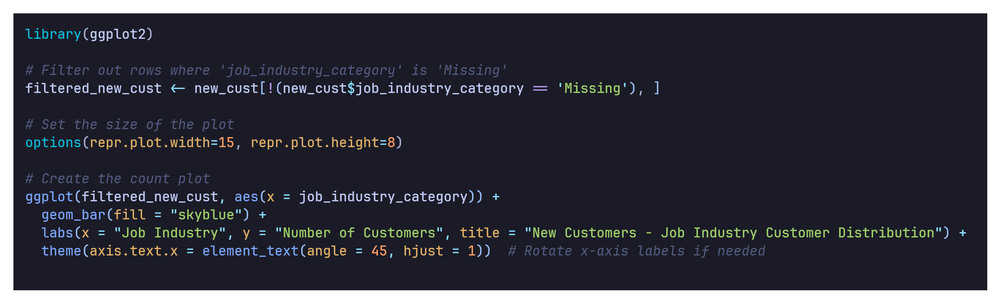 library(ggplot2)
# Filter out rows where 'job_industry_category' is 'Missing'
filtered_new_cust <- new_cust[!(new_cust$job_industry_category == 'Missing'), ]
# Set the size of the plot
options(repr.plot.width=15, repr.plot.height=8)
# Create the count plot
ggplot(filtered_new_cust, aes(x = job_industry_category)) +
  geom_bar(fill = "skyblue") +
  labs(x = "Job Industry", y = "Number of Customers", title = "New Customers - Job Industry Customer Distribution") +
  theme(axis.text.x = element_text(angle = 45, hjust = 1))  # Rotate x-axis labels if needed